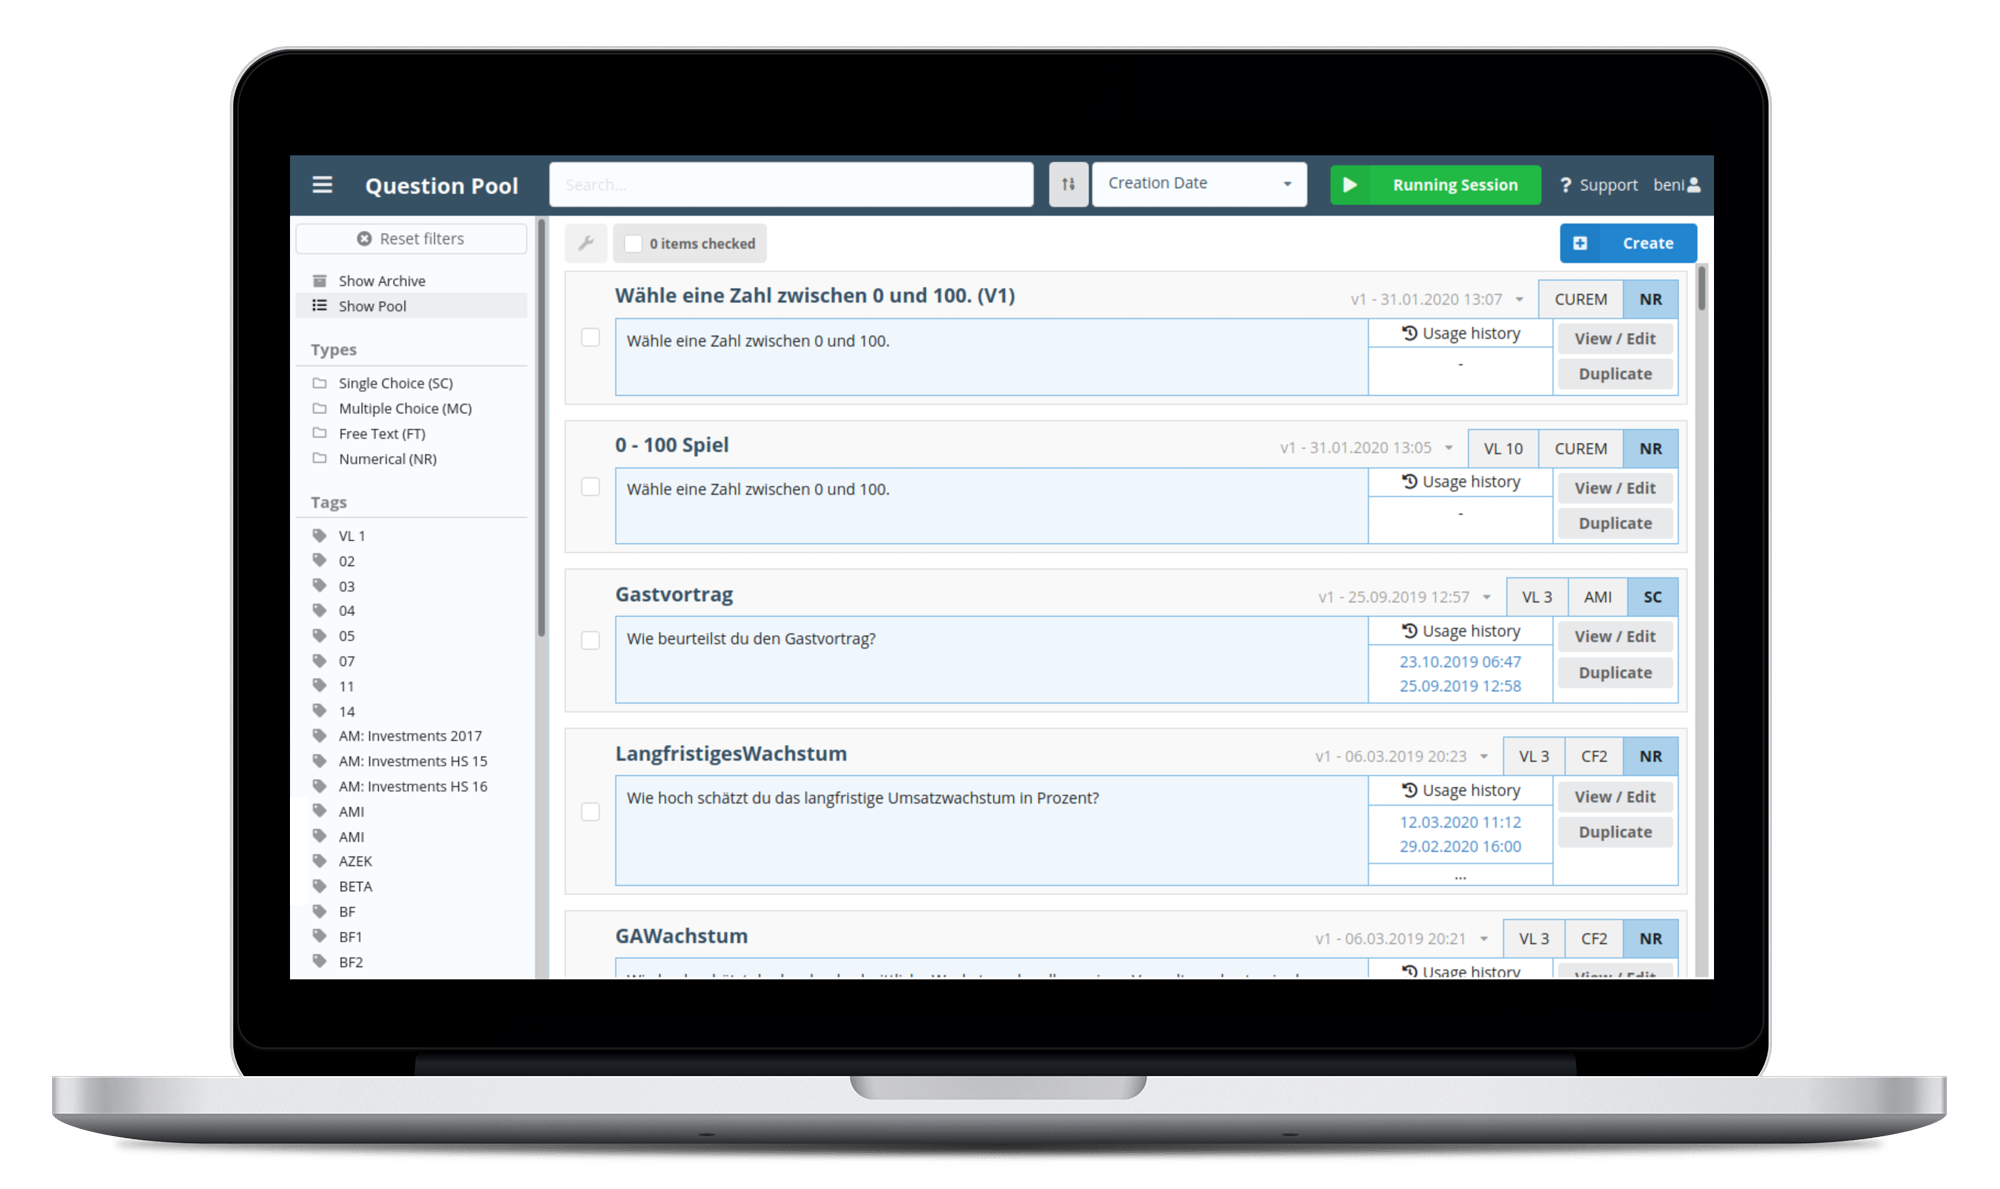 Question Pool
Search...
Creation Date
Running Session
? Support
beni
Reset filters
Show Archive
Show Pool
Types
Single Choice (SC)
Multiple Choice (MC)
Free Text (FT)
Numerical (NR)
Tags
VL 1
02
03
04
05
07
11
14
AM: Investments 2017
AM: Investments HS 15
AM: Investments HS 16
AMI
AMI
AZEK
BETA
BF
BF1
BF2
0 items checked
Create
Wähle eine Zahl zwischen 0 und 100. (V1)
v1 - 31.01.2020 13:07
CUREM
NR
Wähle eine Zahl zwischen 0 und 100.
Usage history
-
View / Edit
Duplicate
0 - 100 Spiel
v1 - 31.01.2020 13:05
VL 10
CUREM
NR
Wähle eine Zahl zwischen 0 und 100.
Usage history
-
View / Edit
Duplicate
Gastvortrag
v1 - 25.09.2019 12:57
VL 3
AMI
SC
Wie beurteilst du den Gastvortrag?
Usage history
23.10.2019 06:47
25.09.2019 12:58
View / Edit
Duplicate
LangfristigesWachstum
v1 - 06.03.2019 20:23
VL 3
CF2
NR
Wie hoch schätzt du das langfristige Umsatzwachstum in Prozent?
Usage history
12.03.2020 11:12
29.02.2020 16:00
...
View / Edit
Duplicate
GAWachstum
v1 - 06.03.2019 20:21
VL 3
CF2
NR
Usage history
View / Edit